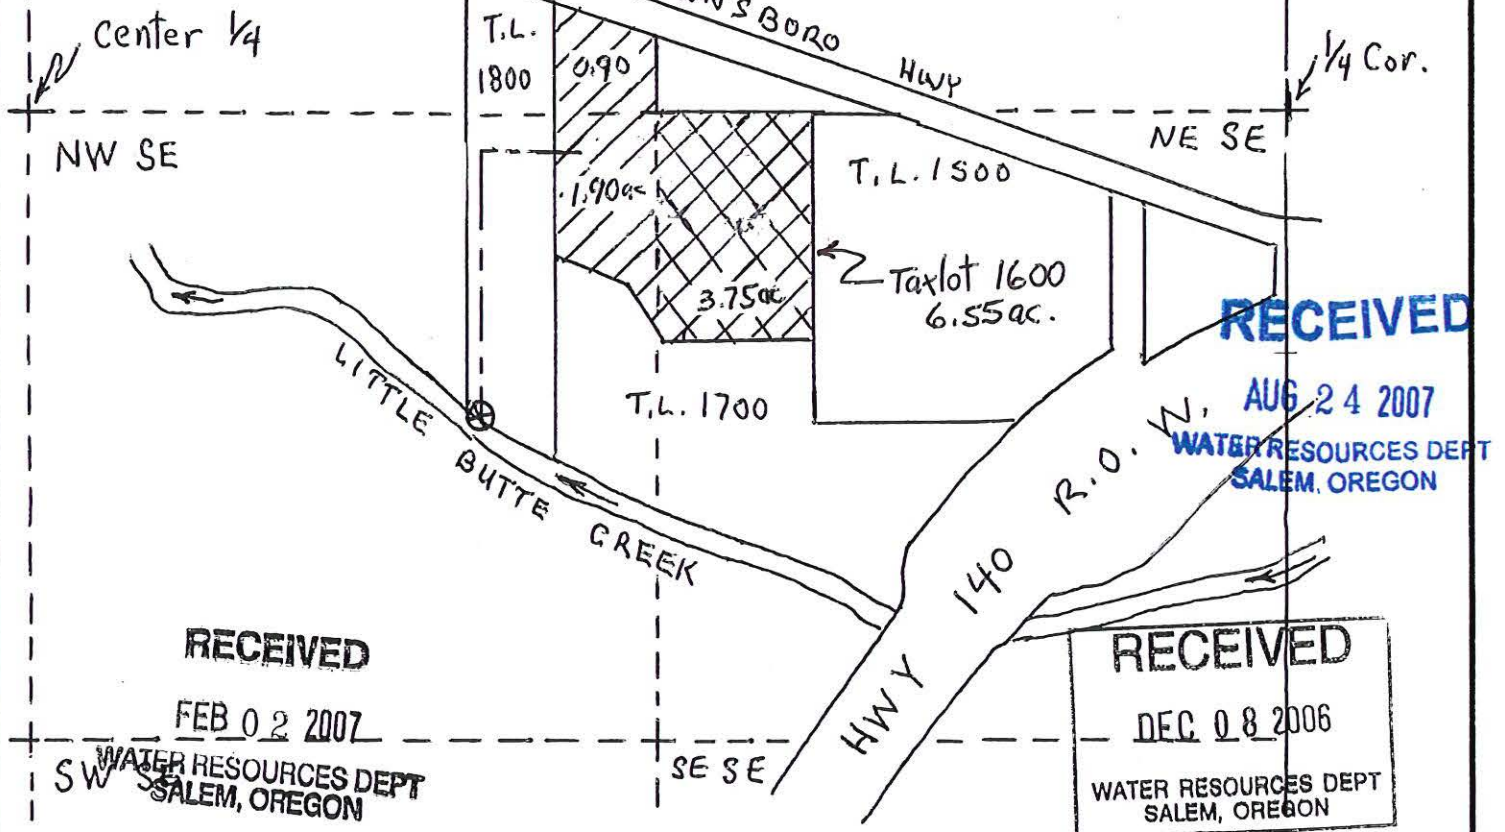 Center 1/4
T.L.
1800
0.90
NSBORO
HWY
1/4 Cor.
NW SE
NE SE
1.90ac
T.L. 1500
3.75ac
Taxlot 1600
6.55ac.
RECEIVED
AUG 24 2007
WATER RESOURCES DEPT
SALEM, OREGON
T.L. 1700
LITTLE BUTTE CREEK
HWY 140 R.O.W.
RECEIVED
FEB 02 2007
WATER RESOURCES DEPT
SALEM, OREGON
SW SE
SE SE
RECEIVED
DEC 08 2006
WATER RESOURCES DEPT
SALEM, OREGON